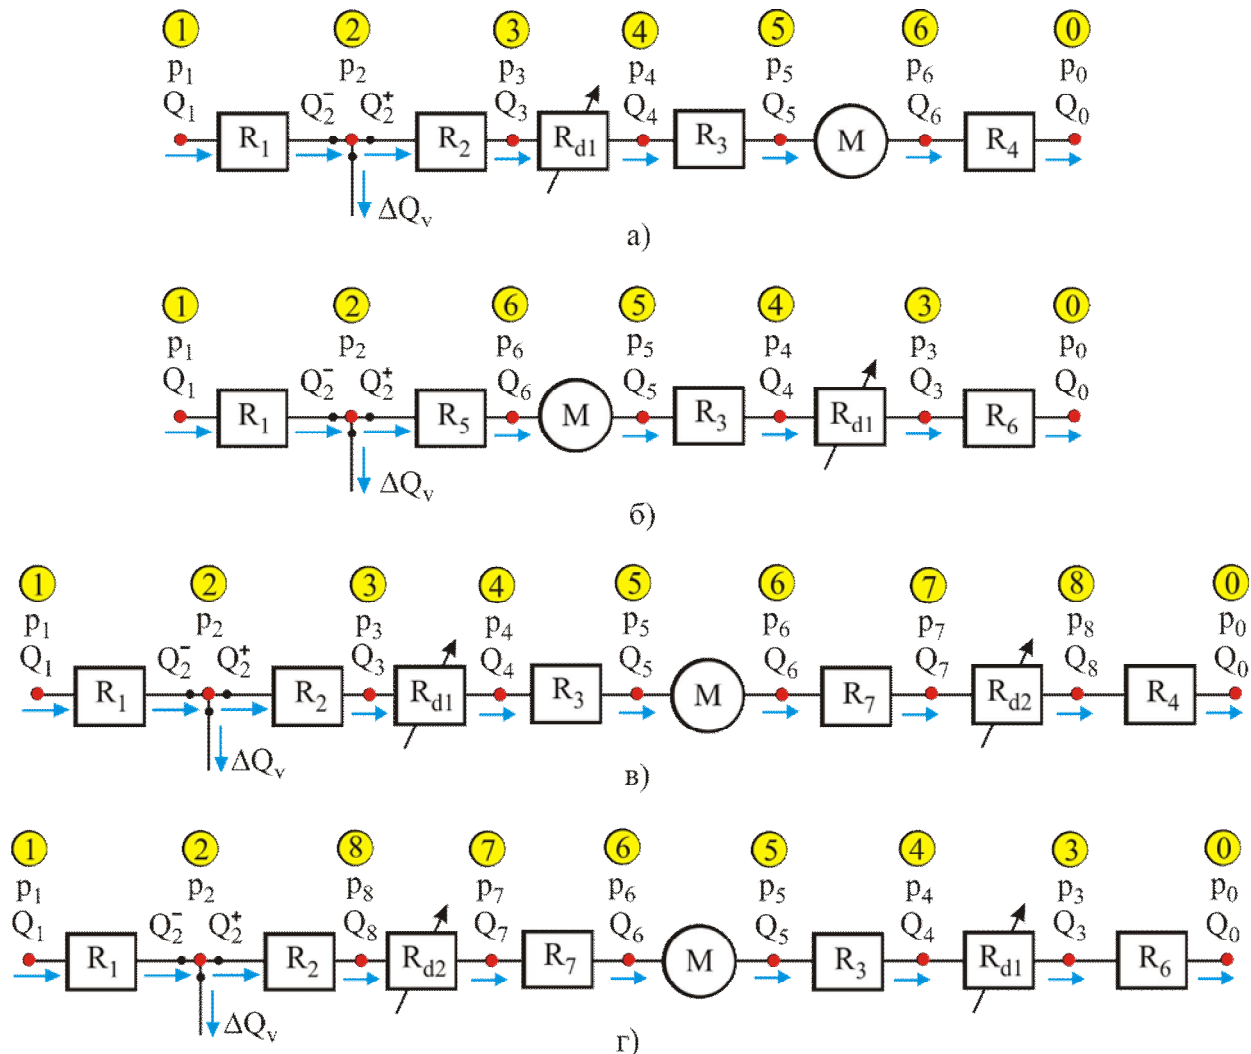 1 2 3 4 5 6 0
p₁ p₂ p₃ p₄ p₅ p₆ p₀
Q₁ Q₂⁻ Q₂⁺ Q₃ Q₄ Q₅ Q₆ Q₀
R₁ R₂ R_d1 R₃ M R₄
ΔQᵥ
а)
1 2 6 5 4 3 0
p₁ p₂ p₆ p₅ p₄ p₃ p₀
Q₁ Q₂⁻ Q₂⁺ Q₆ Q₅ Q₄ Q₃ Q₀
R₁ R₅ M R₃ R_d1 R₆
ΔQᵥ
б)
1 2 3 4 5 6 7 8 0
p₁ p₂ p₃ p₄ p₅ p₆ p₇ p₈ p₀
Q₁ Q₂⁻ Q₂⁺ Q₃ Q₄ Q₅ Q₆ Q₇ Q₈ Q₀
R₁ R₂ R_d1 R₃ M R₇ R_d2 R₄
ΔQᵥ
в)
1 2 8 7 6 5 4 3 0
p₁ p₂ p₈ p₇ p₆ p₅ p₄ p₃ p₀
Q₁ Q₂⁻ Q₂⁺ Q₈ Q₇ Q₆ Q₅ Q₄ Q₃ Q₀
R₁ R₂ R_d2 R₇ M R₃ R_d1 R₆
ΔQᵥ
г)